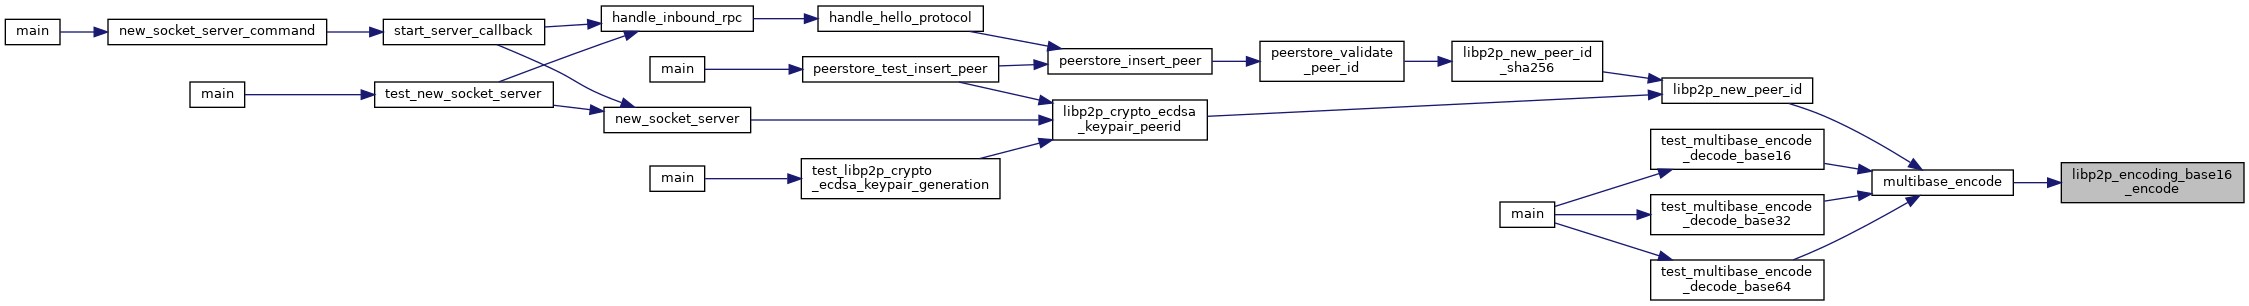 main
new_socket_server_command
start_server_callback
handle_inbound_rpc
handle_hello_protocol
main
test_new_socket_server
new_socket_server
main
peerstore_test_insert_peer
main
test_libp2p_crypto
_ecdsa_keypair_generation
peerstore_insert_peer
libp2p_crypto_ecdsa
_keypair_peerid
peerstore_validate
_peer_id
libp2p_new_peer_id
_sha256
libp2p_new_peer_id
main
test_multibase_encode
_decode_base16
test_multibase_encode
_decode_base32
test_multibase_encode
_decode_base64
multibase_encode
libp2p_encoding_base16
_encode